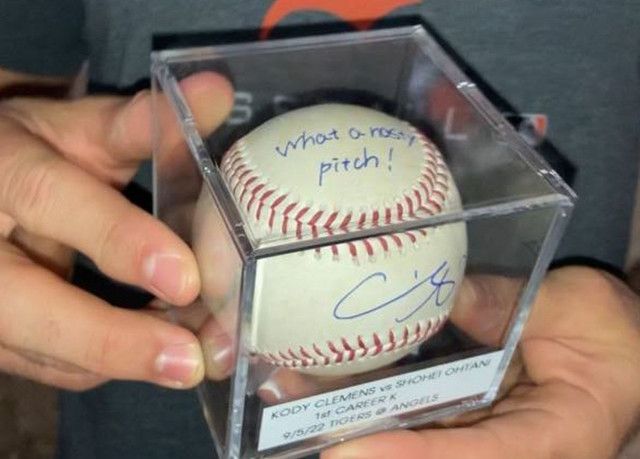 What a nasty
pitch!
KODY CLEMENS vs SHOHEI OHTANI
1st CAREER K
9/5/22 TIGERS @ ANGELS